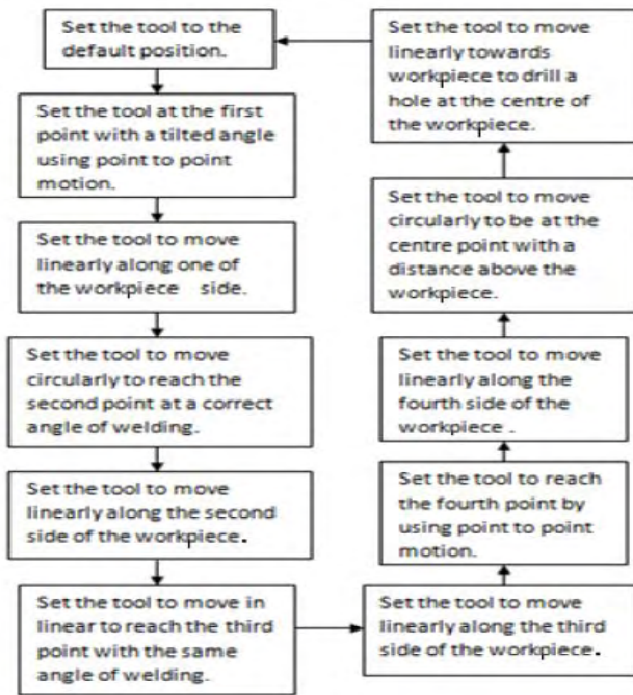 Set the tool to the
default position.
Set the tool at the first
point with a tilted angle
using point to point
motion.
Set the tool to move
linearly along one of
the workpiece side.
Set the tool to move
circularly to reach the
second point at a correct
angle of welding.
Set the tool to move
linearly along the second
side of the workpiece.
Set the tool to move in
linear to reach the third
point with the same
angle of welding.
Set the tool to move
linearly along the third
side of the workpiece.
Set the tool to reach
the fourth point by
using point to point
motion.
Set the tool to move
linearly along the
fourth side of the
workpiece .
Set the tool to move
circularly to be at the
centre point with a
distance above the
workpiece.
Set the tool to move
linearly towards
workpiece to drill a
hole at the centre of
the workpiece.